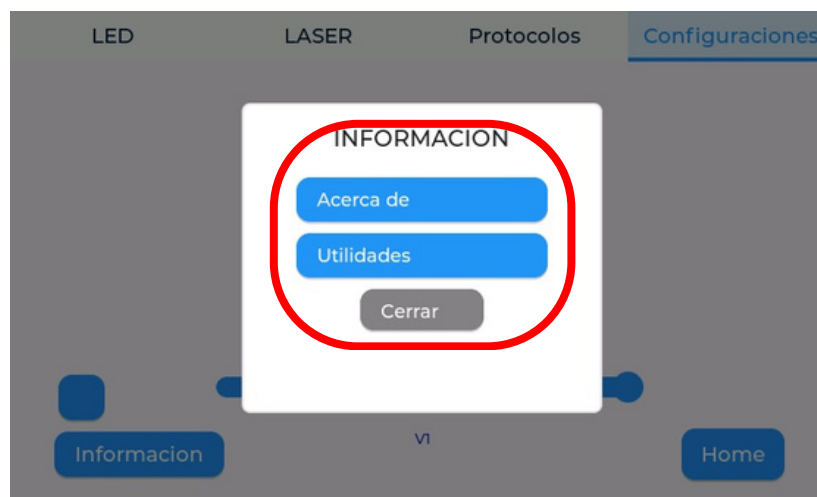 LED LASER Protocolos Configuraciones
INFORMACION
Acerca de
Utilidades
Cerrar
V1
Informacion Home